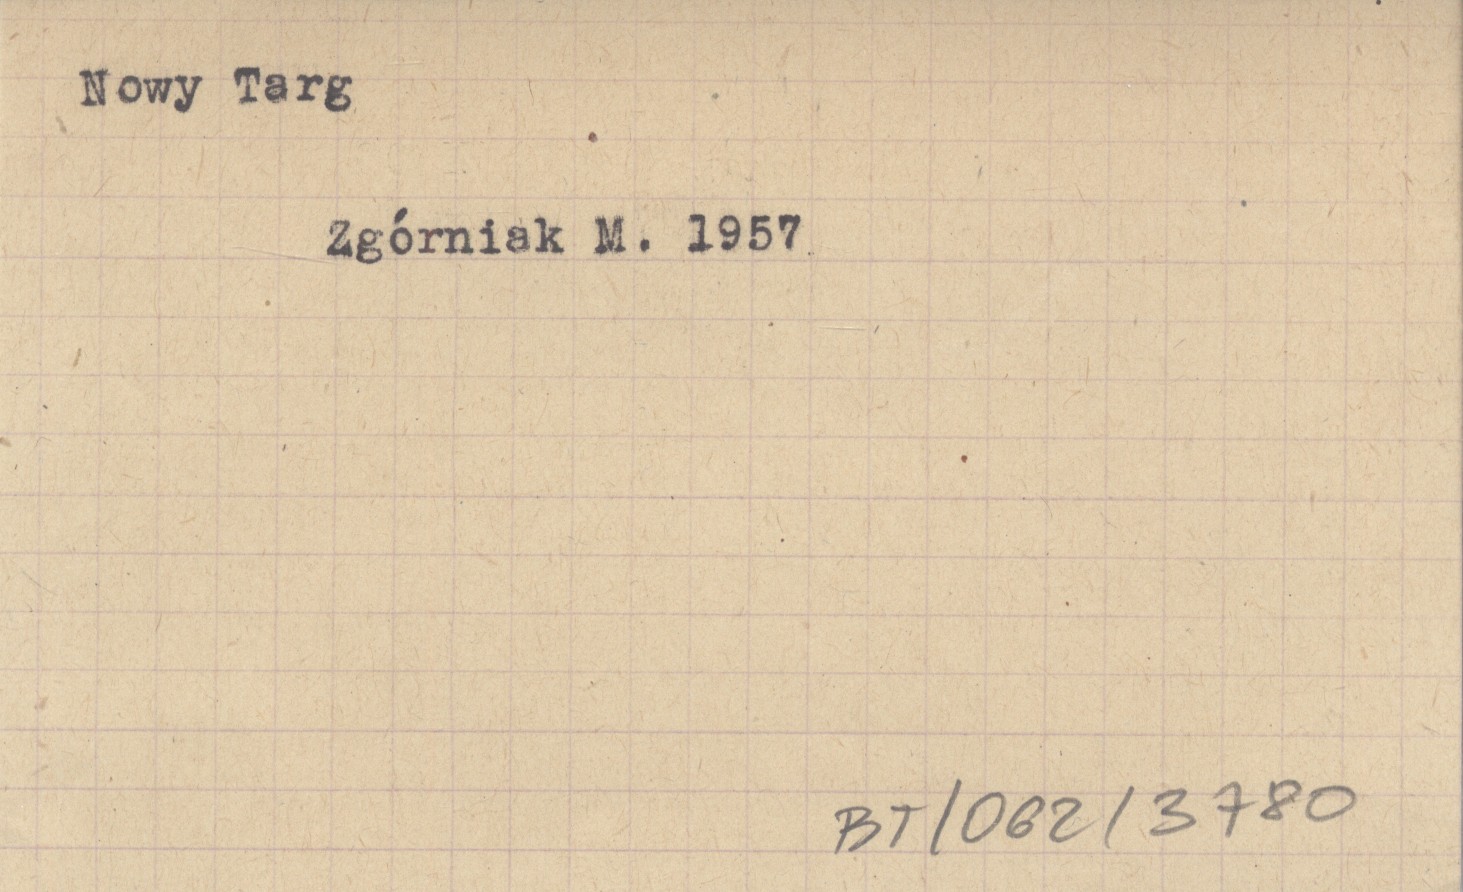 Nowy Targ
Zgórniak M. 1957
BT/062/3780